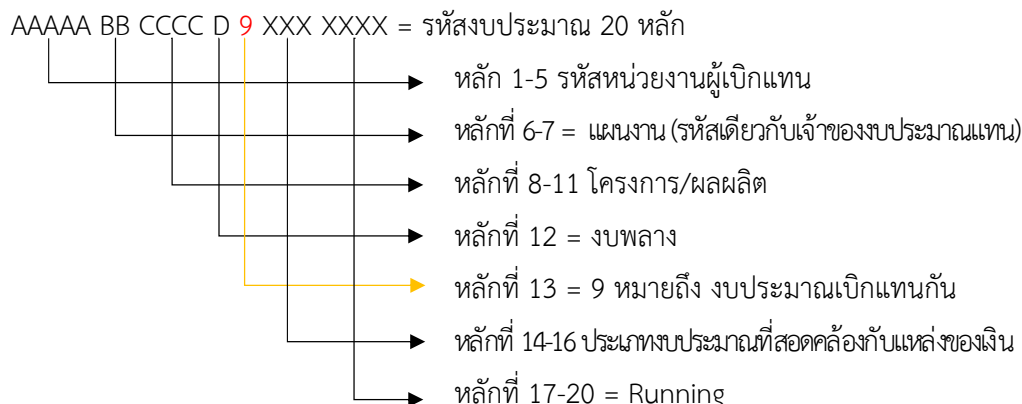 AAAAA BB CCCC D 9 XXX XXXX = รหัสงบประมาณ 20 หลัก
หลัก 1-5 รหัสหน่วยงานผู้เบิกแทน
หลักที่ 6-7 = แผนงาน (รหัสเดียวกับเจ้าของงบประมาณแทน)
หลักที่ 8-11 โครงการ/ผลผลิต
หลักที่ 12 = งบพลาง
หลักที่ 13 = 9 หมายถึง งบประมาณเบิกแทนกัน
หลักที่ 14-16 ประเภทงบประมาณที่สอดคล้องกับแหล่งของเงิน
หลักที่ 17-20 = Running